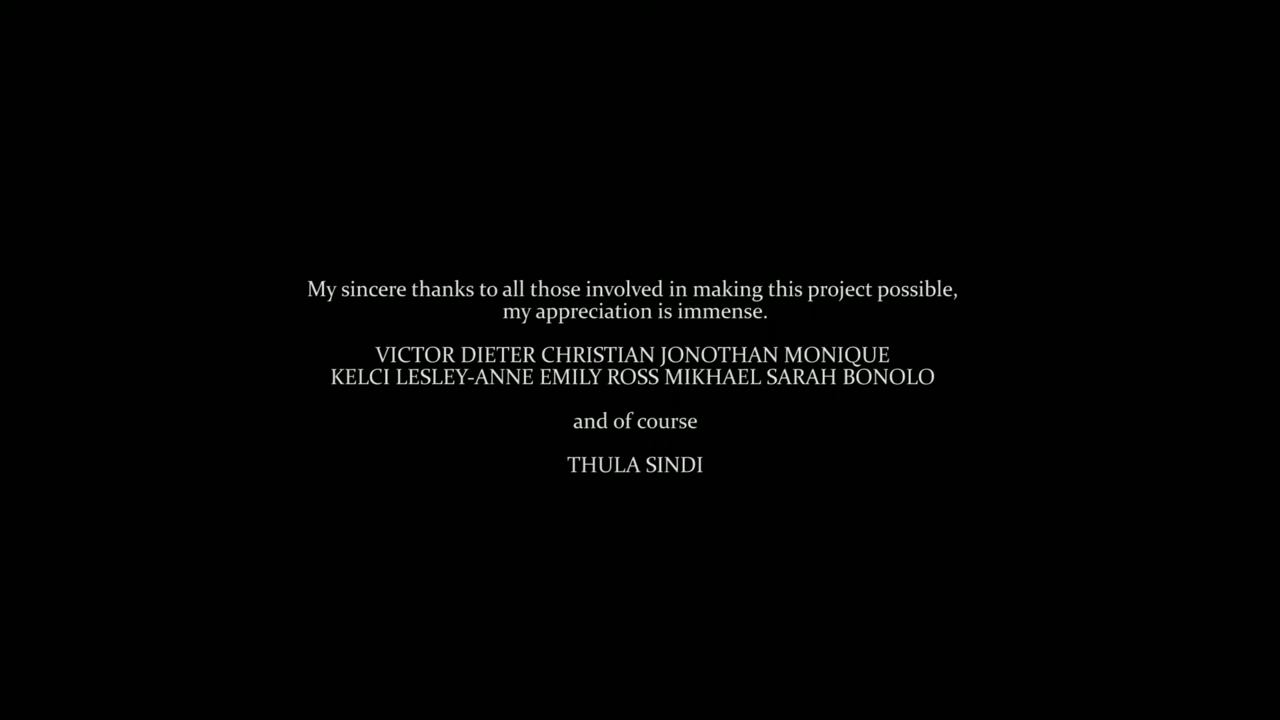 My sincere thanks to all those involved in making this project possible,
my appreciation is immense.
VICTOR DIETER CHRISTIAN JONOTHAN MONIQUE
KELCI LESLEY-ANNE EMILY ROSS MIKHAEL SARAH BONOLO
and of course
THULA SINDI